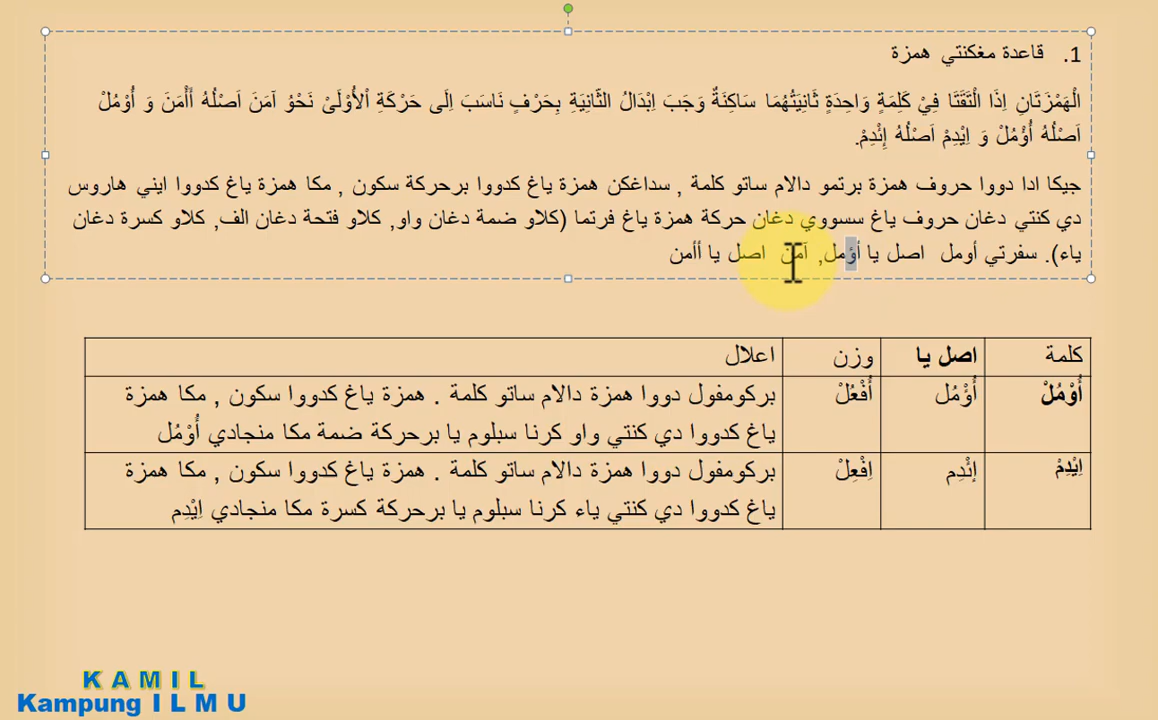 1. قاعدة مغكنتي همزة
الْهَمْزَتَانِ اِذَا الْتَقَتَا فِيْ كَلِمَةٍ وَاحِدَةٍ ثَانِيَتُهُمَا سَاكِنَةٌ وَجَبَ اِبْدَالُ الثَّانِيَةِ بِحَرْفٍ نَاسَبَ اِلَى حَرْكَةِ اْلأُوْلَىْ نَحْوُ آمَنَ اَصْلُهُ أَأْمَنَ وَ أُوْمُلْ
اَصْلُهُ أُؤْمُلْ وَ اِيْدِمْ اَصْلُهُ إِنْدِمْ.
جيكا ادا دووا حروف همزة برتمو دالام ساتو كلمة , سداغكن همزة ياغ كدووا برحركة سكون , مكا همزة ياغ كدووا ايني هاروس
دي كنتي دغان حروف ياغ سسووي دغان حركة همزة ياغ فرتما (كلاو ضمة دغان واو, كلاو فتحة دغان الف, كلاو كسرة دغان
ياء). سفرتي أومل اصل يا أؤمل, آمن اصل يا أأمن
كلمة اصل يا وزن اعلال
أُوْمُلْ أُؤْمُل أُفْعُلْ بركومفول دووا همزة دالام ساتو كلمة . همزة ياغ كدووا سكون , مكا همزة
ياغ كدووا دي كنتي واو كرنا سبلوم يا برحركة ضمة مكا منجادي أُوْمُل
اِيْدِمْ إنْدِم اِفْعِلْ بركومفول دووا همزة دالام ساتو كلمة . همزة ياغ كدووا سكون , مكا همزة
ياغ كدووا دي كنتي ياء كرنا سبلوم يا برحركة كسرة مكا منجادي اِيْدِم
KAMIL
Kampung ILMU